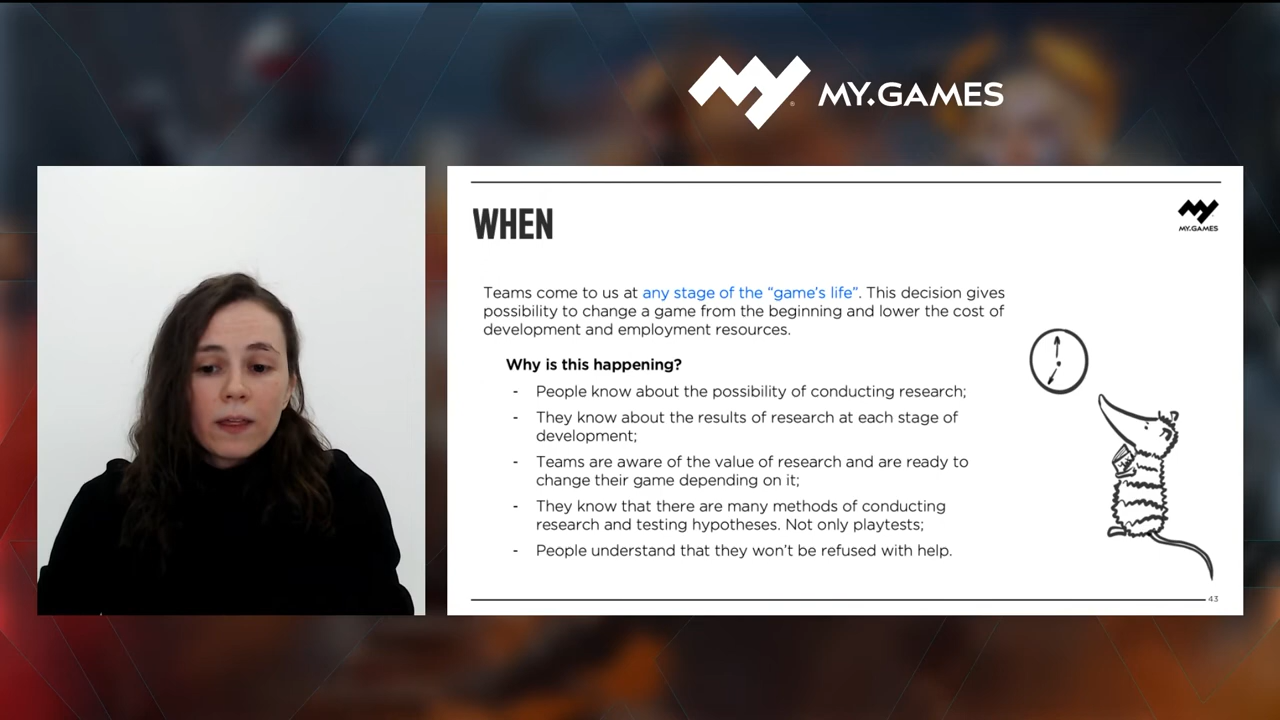 MY.GAMES
WHEN
MY.GAMES
Teams come to us at any stage of the “game’s life”. This decision gives
possibility to change a game from the beginning and lower the cost of
development and employment resources.
Why is this happening?
- People know about the possibility of conducting research;
- They know about the results of research at each stage of
development;
- Teams are aware of the value of research and are ready to
change their game depending on it;
- They know that there are many methods of conducting
research and testing hypotheses. Not only playtests;
- People understand that they won’t be refused with help.
43